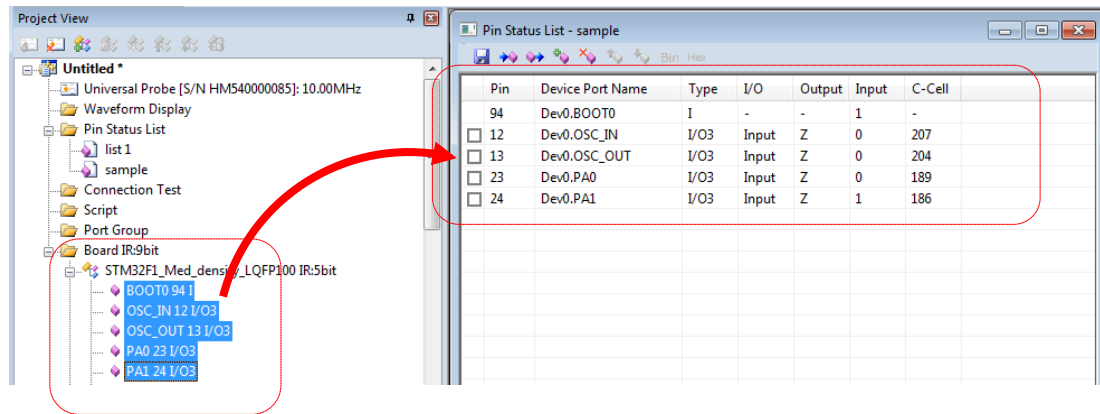 Project View
Untitled *
Universal Probe [S/N HM540000085]: 10.00MHz
Waveform Display
Pin Status List
list 1
sample
Connection Test
Script
Port Group
Board IR:9bit
STM32F1_Med_density_LQFP100 IR:5bit
BOOT0 94 I
OSC_IN 12 I/O3
OSC_OUT 13 I/O3
PA0 23 I/O3
PA1 24 I/O3
Pin Status List - sample
Bin Hex
Pin Device Port Name Type I/O Output Input C-Cell
94 Dev0.BOOT0 I - - 1 -
12 Dev0.OSC_IN I/O3 Input Z 0 207
13 Dev0.OSC_OUT I/O3 Input Z 0 204
23 Dev0.PA0 I/O3 Input Z 0 189
24 Dev0.PA1 I/O3 Input Z 1 186